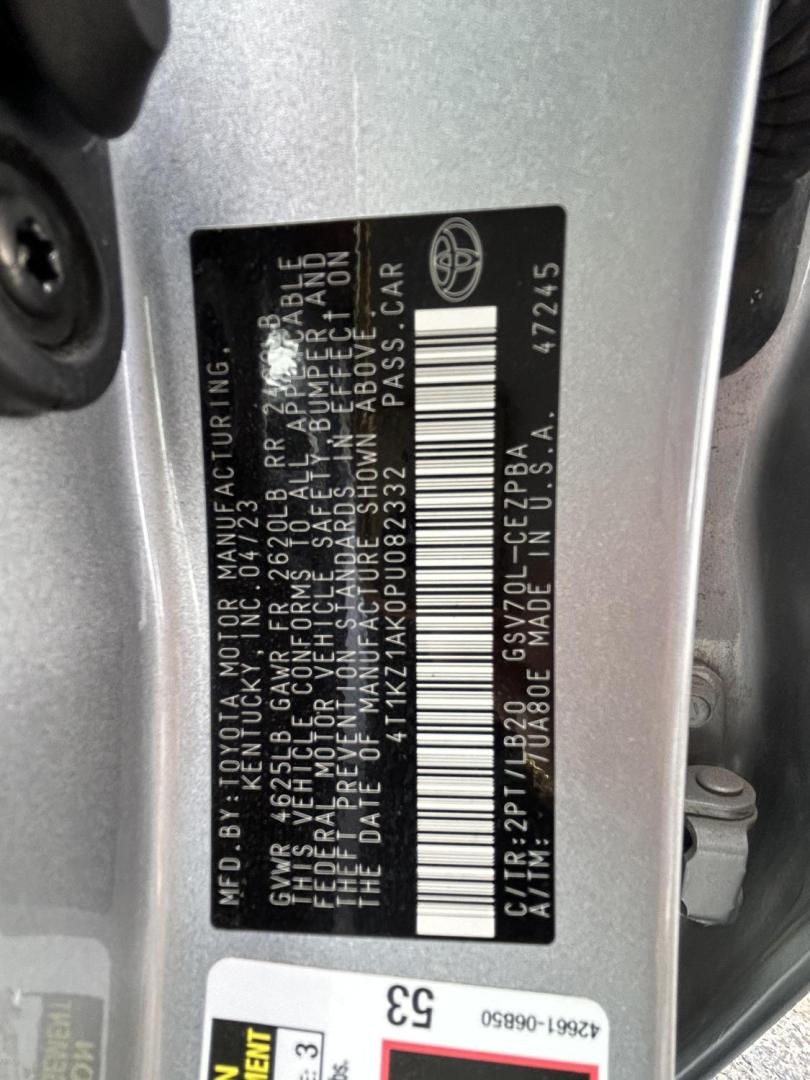 MFD.BY:TOYOTA MOTOR MANUFACTURING,
KENTUCKY,INC.04/23
GVWR 4625LB GAWR FR 2620LB RR
THIS VEHICLE CONFORMS TO ALL APPLICABLE
FEDERAL MOTOR VEHICLE SAFETY,BUMPER,AND
THEFT PREVENTION STANDARDS IN EFFECT ON
THE DATE OF MANUFACTURE SHOWN ABOVE.
4T1KZ1AK0PU082332 PASS.CAR
C/TR:2PT/LB20 GSV70L-CEZPBA
A/TM: UA80E MADE IN U.S.A. 47245
53
42661-06850
3